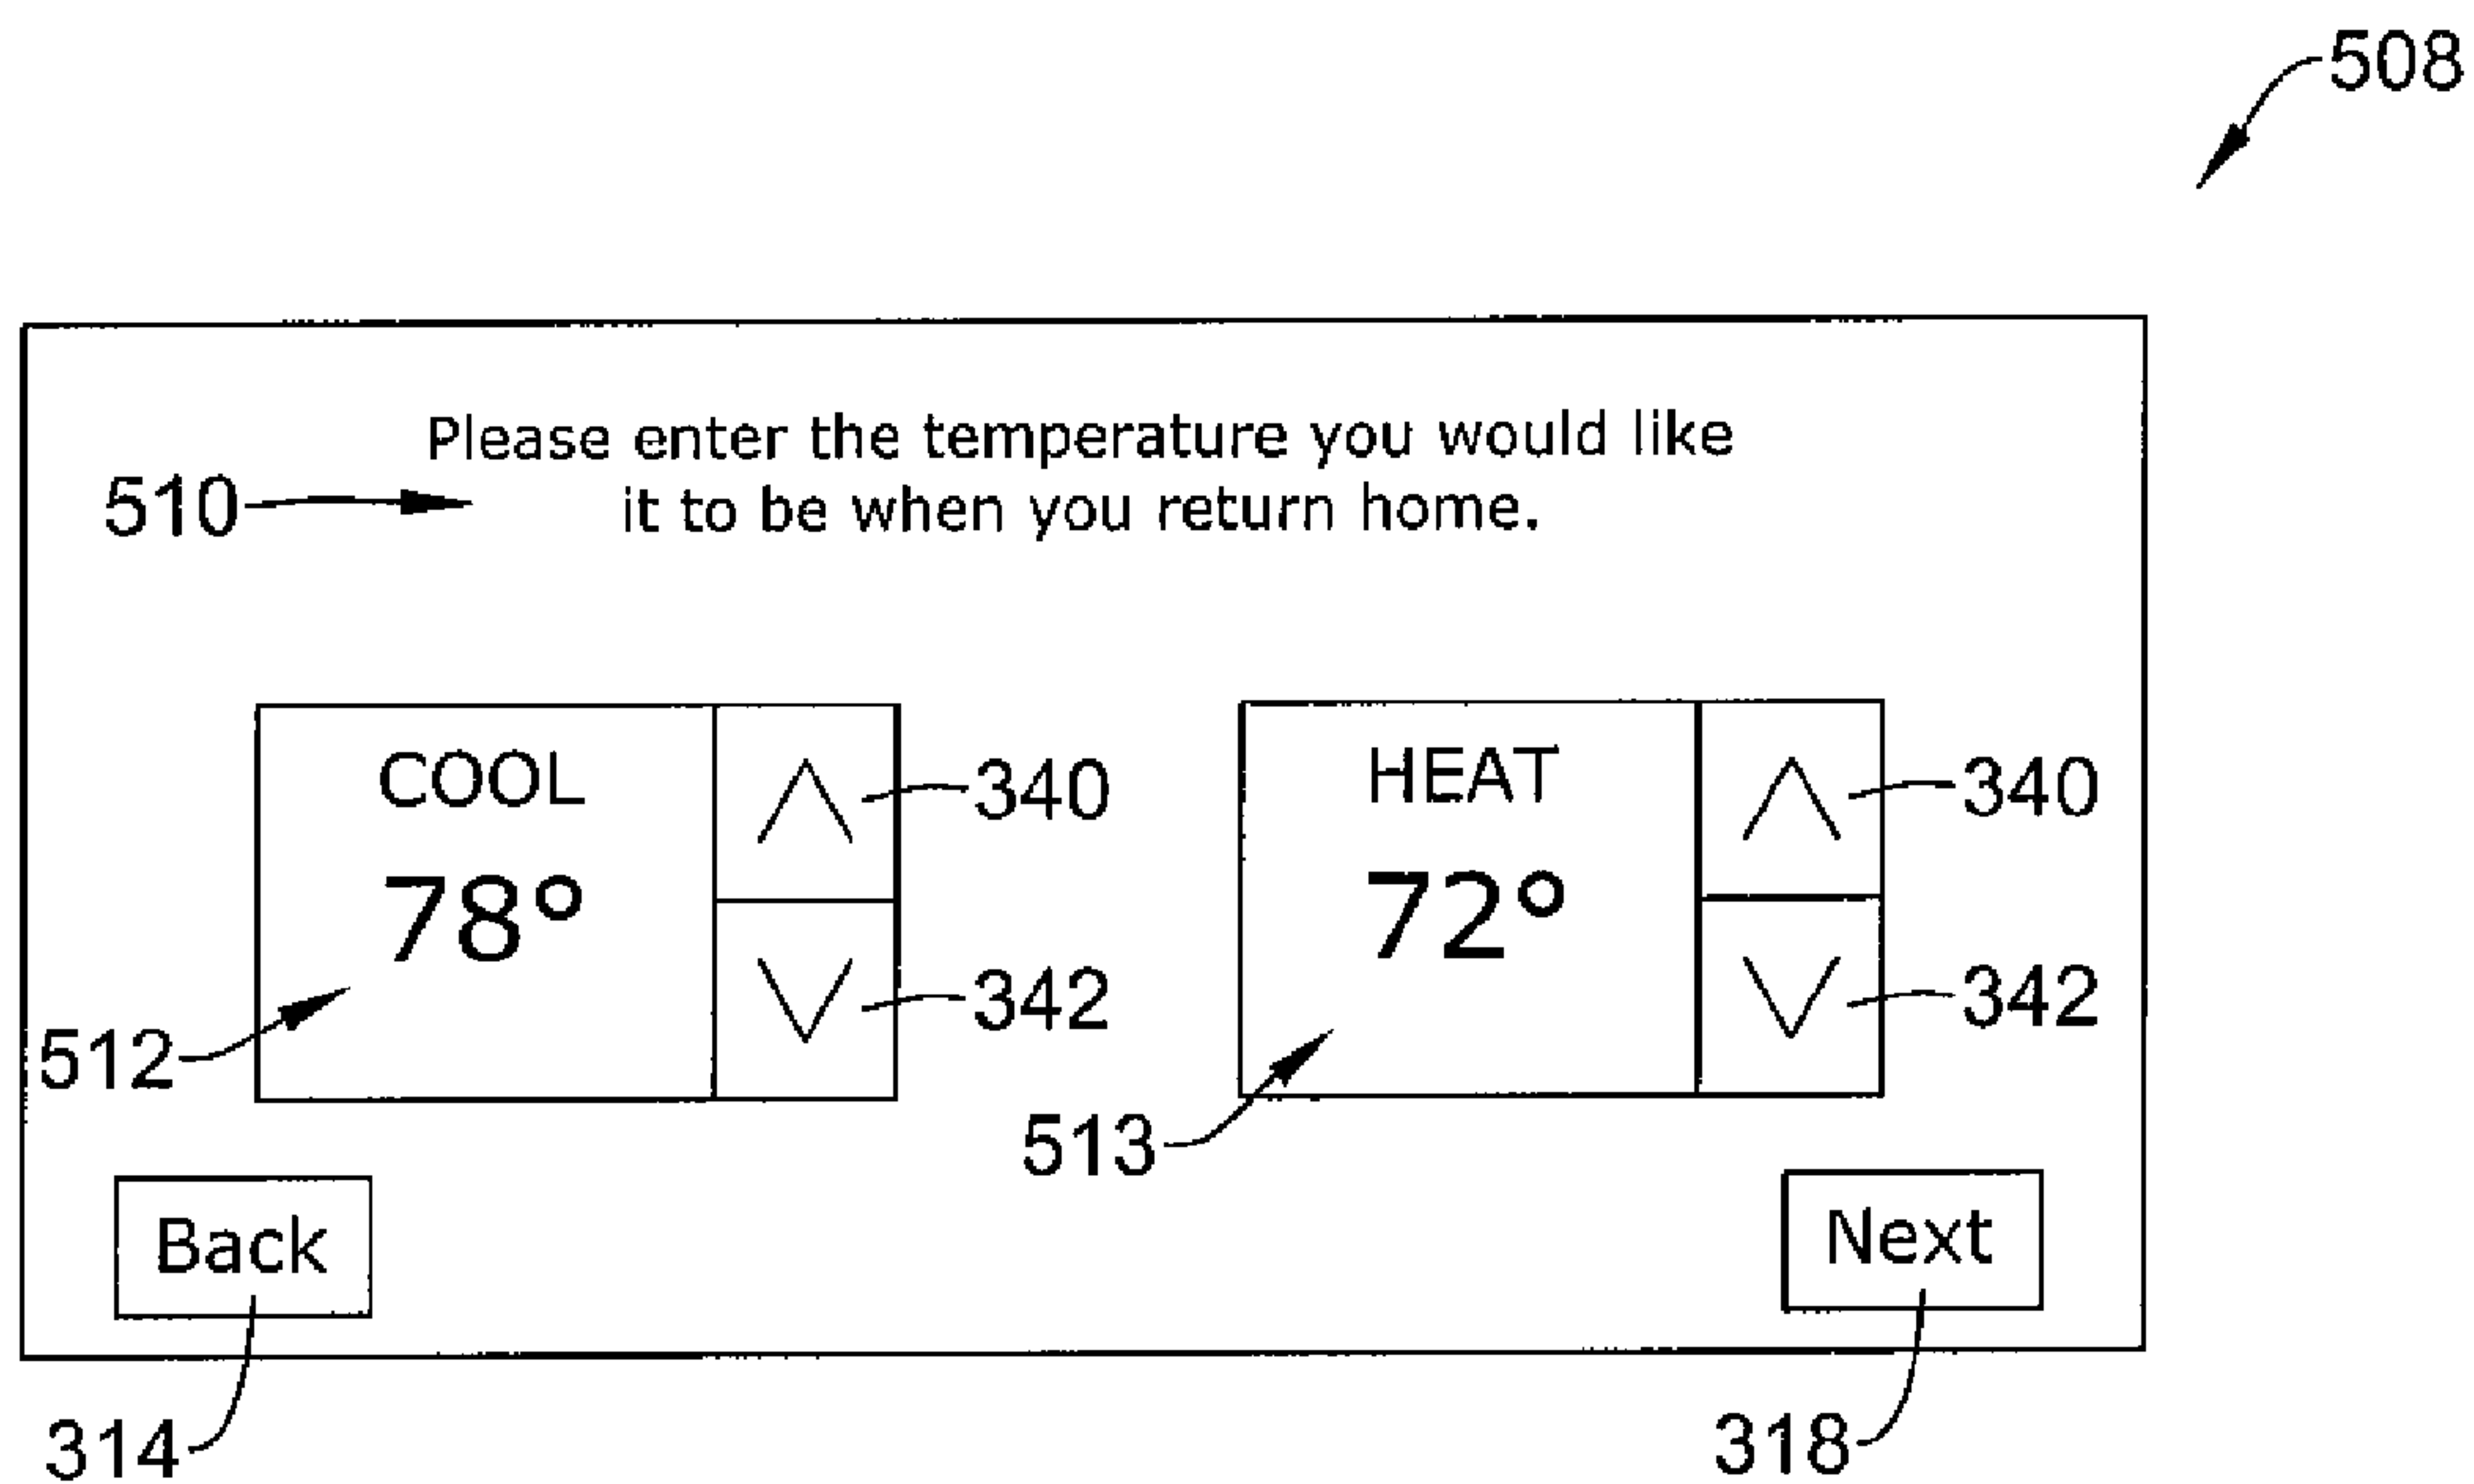 508
Please enter the temperature you would like
510
it to be when you return home.
COOL
340
HEAT
340
78°
72°
342
342
512
513
Back
Next
314
318